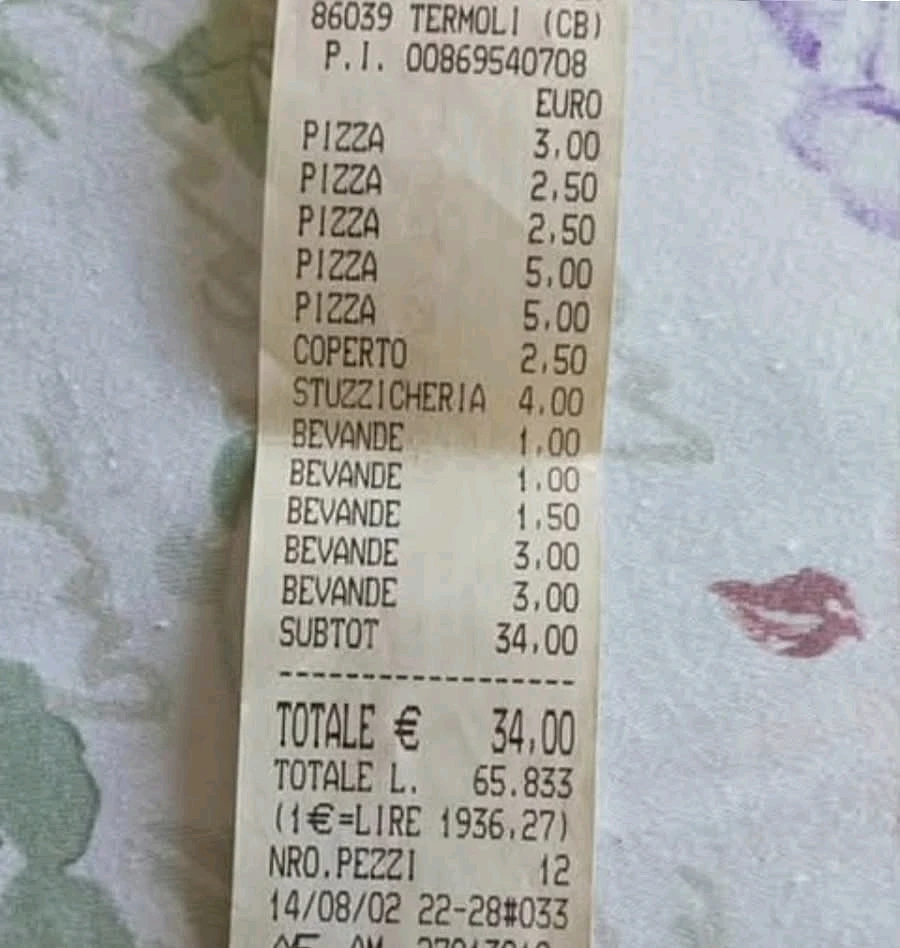 86039 TERMOLI (CB)
P.I. 00869540708
EURO
PIZZA 3,00
PIZZA 2,50
PIZZA 2,50
PIZZA 5,00
PIZZA 5,00
COPERTO 2,50
STUZZICHERIA 4,00
BEVANDE 1,00
BEVANDE 1,00
BEVANDE 1,50
BEVANDE 3,00
BEVANDE 3,00
SUBTOT 34,00
------------------
TOTALE € 34,00
TOTALE L. 65.833
(1€=LIRE 1936,27)
NRO.PEZZI 12
14/08/02 22-28#033